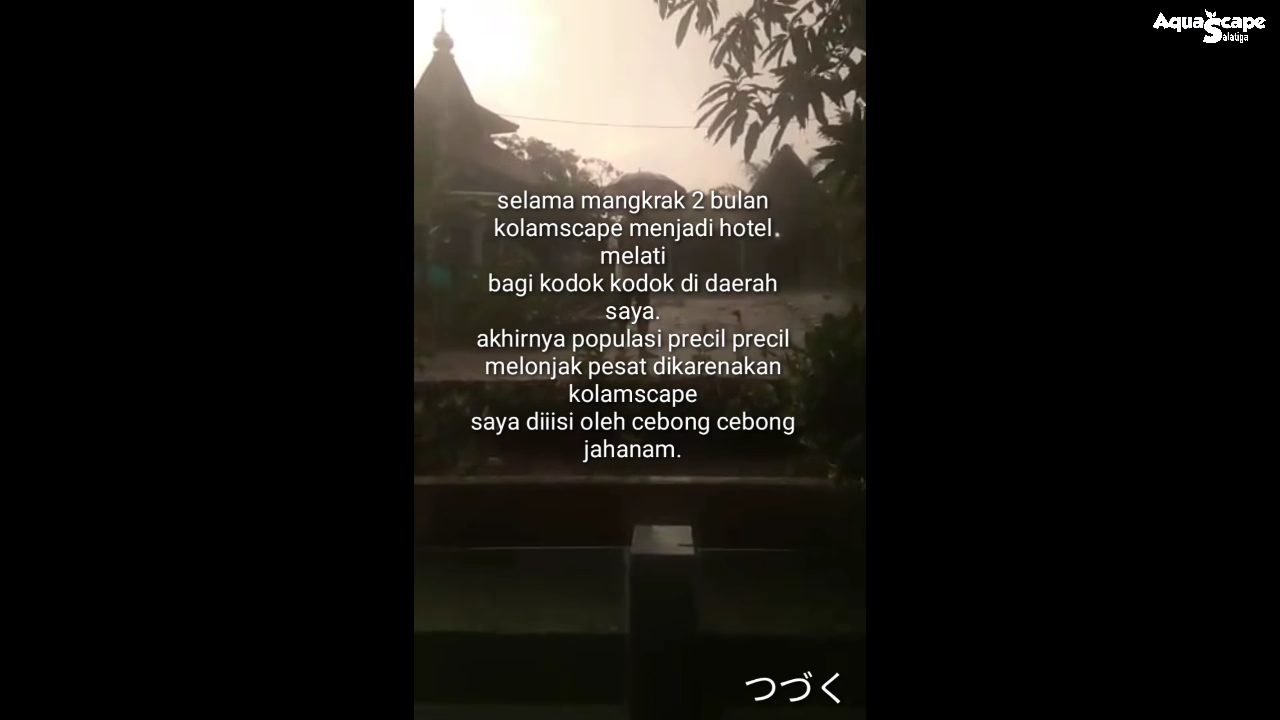 AquaScape
Salatiga
selama mangkrak 2 bulan
kolamscape menjadi hotel.
melati
bagi kodok kodok di daerah
saya.
akhirnya populasi precil precil
melonjak pesat dikarenakan
kolamscape
saya diiisi oleh cebong cebong
jahanam.
つづく